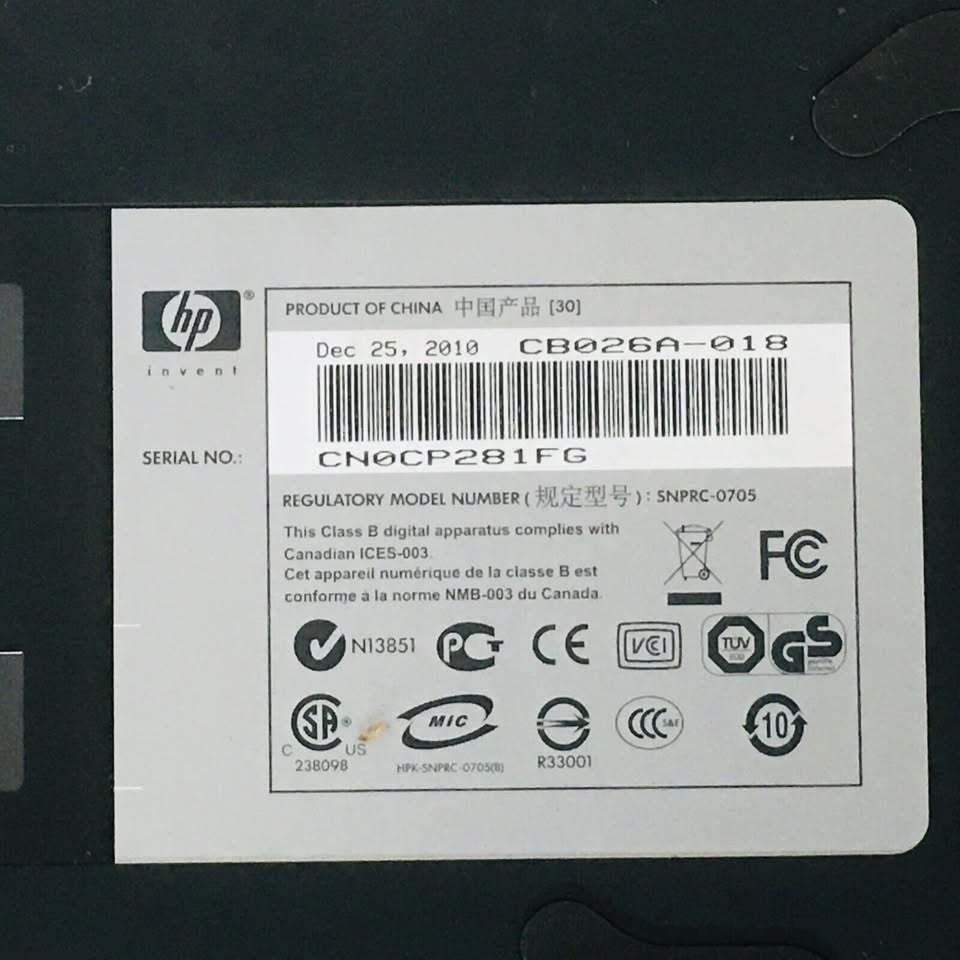 hp ®
invent
PRODUCT OF CHINA 中国产品 [30]
Dec 25, 2010 CB026A-018
SERIAL NO.: CN0CP281FG
REGULATORY MODEL NUMBER ( 规定型号 ) : SNPRC-0705
This Class B digital apparatus complies with
Canadian ICES-003.
Cet appareil numérique de la classe B est
conforme à la norme NMB-003 du Canada.
FC
N13851 PCT CE VCI TUV GS
C SA ® US MIC CCC S&E 10
238098 HPK-SNPRC-0705(B) R33001